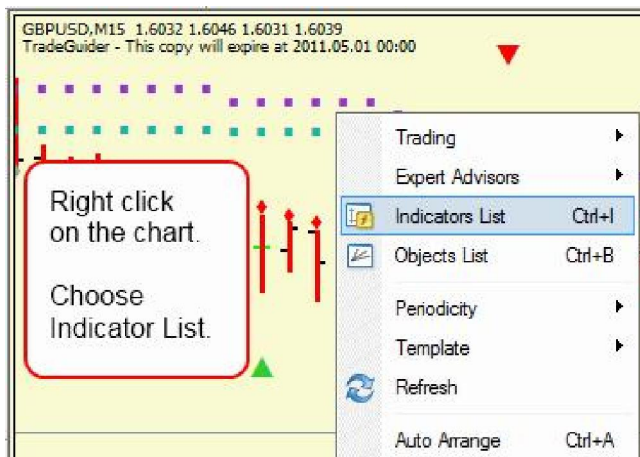 GBPUSD,M15 1.6032 1.6046 1.6031 1.6039
TradeGuider - This copy will expire at 2011.05.01 00:00
Right click
on the chart.
Choose
Indicator List.
Trading
Expert Advisors
Indicators List Ctrl+I
Objects List Ctrl+B
Periodicity
Template
Refresh
Auto Arrange Ctrl+A